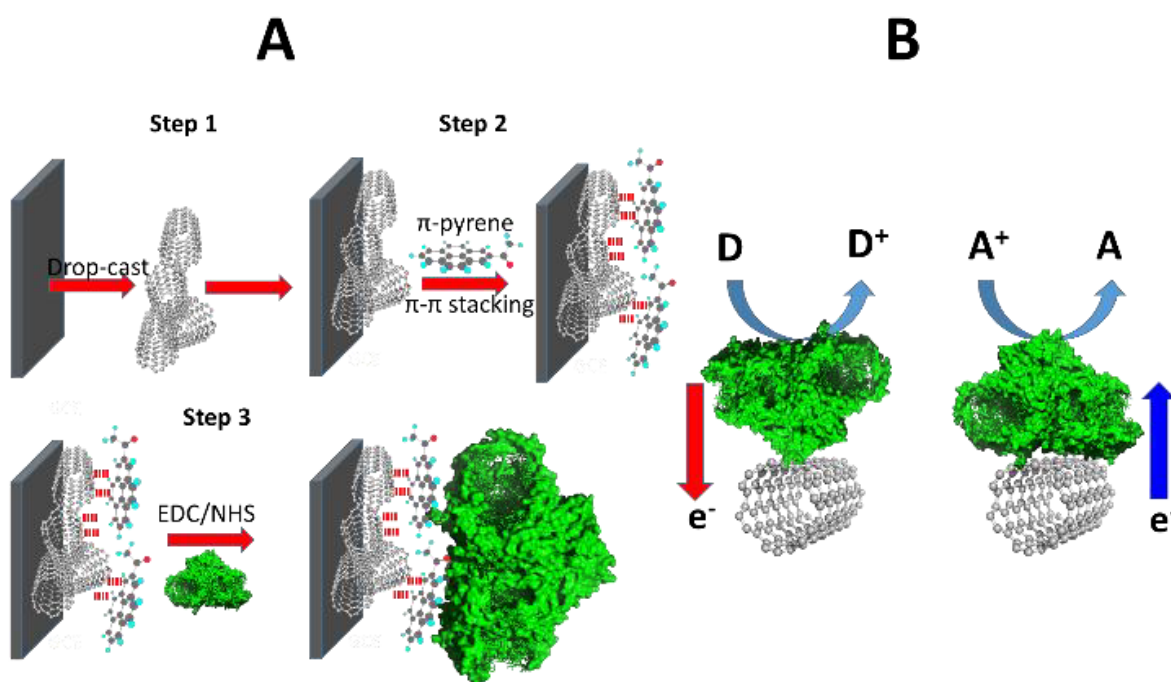 A
B
Step 1
Step 2
Drop-cast
π-pyrene
π-π stacking
D
D⁺
A⁺
A
Step 3
EDC/NHS
e⁻
e⁻